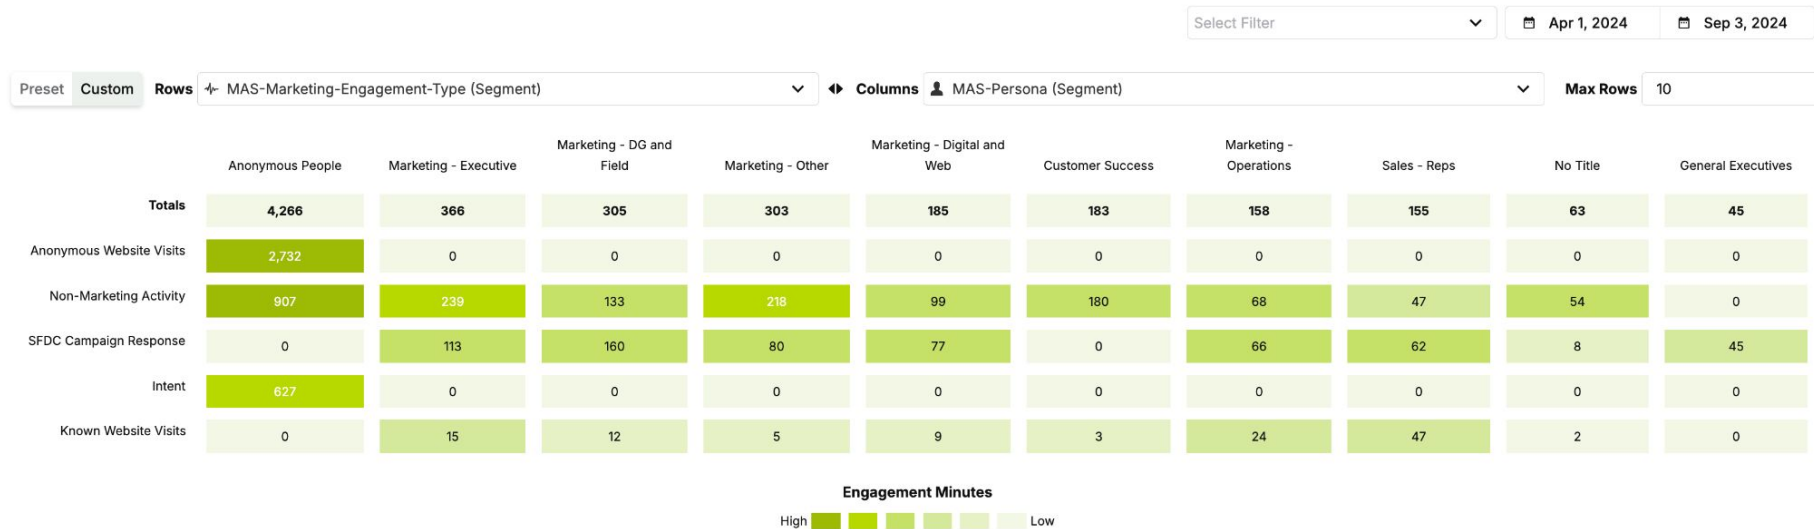 Select Filter Apr 1, 2024 Sep 3, 2024
Preset Custom Rows MAS-Marketing-Engagement-Type (Segment) Columns MAS-Persona (Segment) Max Rows 10
Anonymous People Marketing - Executive Marketing - DG and Field Marketing - Other Marketing - Digital and Web Customer Success Marketing - Operations Sales - Reps No Title General Executives
Totals 4,266 366 305 303 185 183 158 155 63 45
Anonymous Website Visits 2,732 0 0 0 0 0 0 0 0 0
Non-Marketing Activity 907 239 133 218 99 180 68 47 54 0
SFDC Campaign Response 0 113 160 80 77 0 66 62 8 45
Intent 627 0 0 0 0 0 0 0 0 0
Known Website Visits 0 15 12 5 9 3 24 47 2 0
Engagement Minutes
High Low